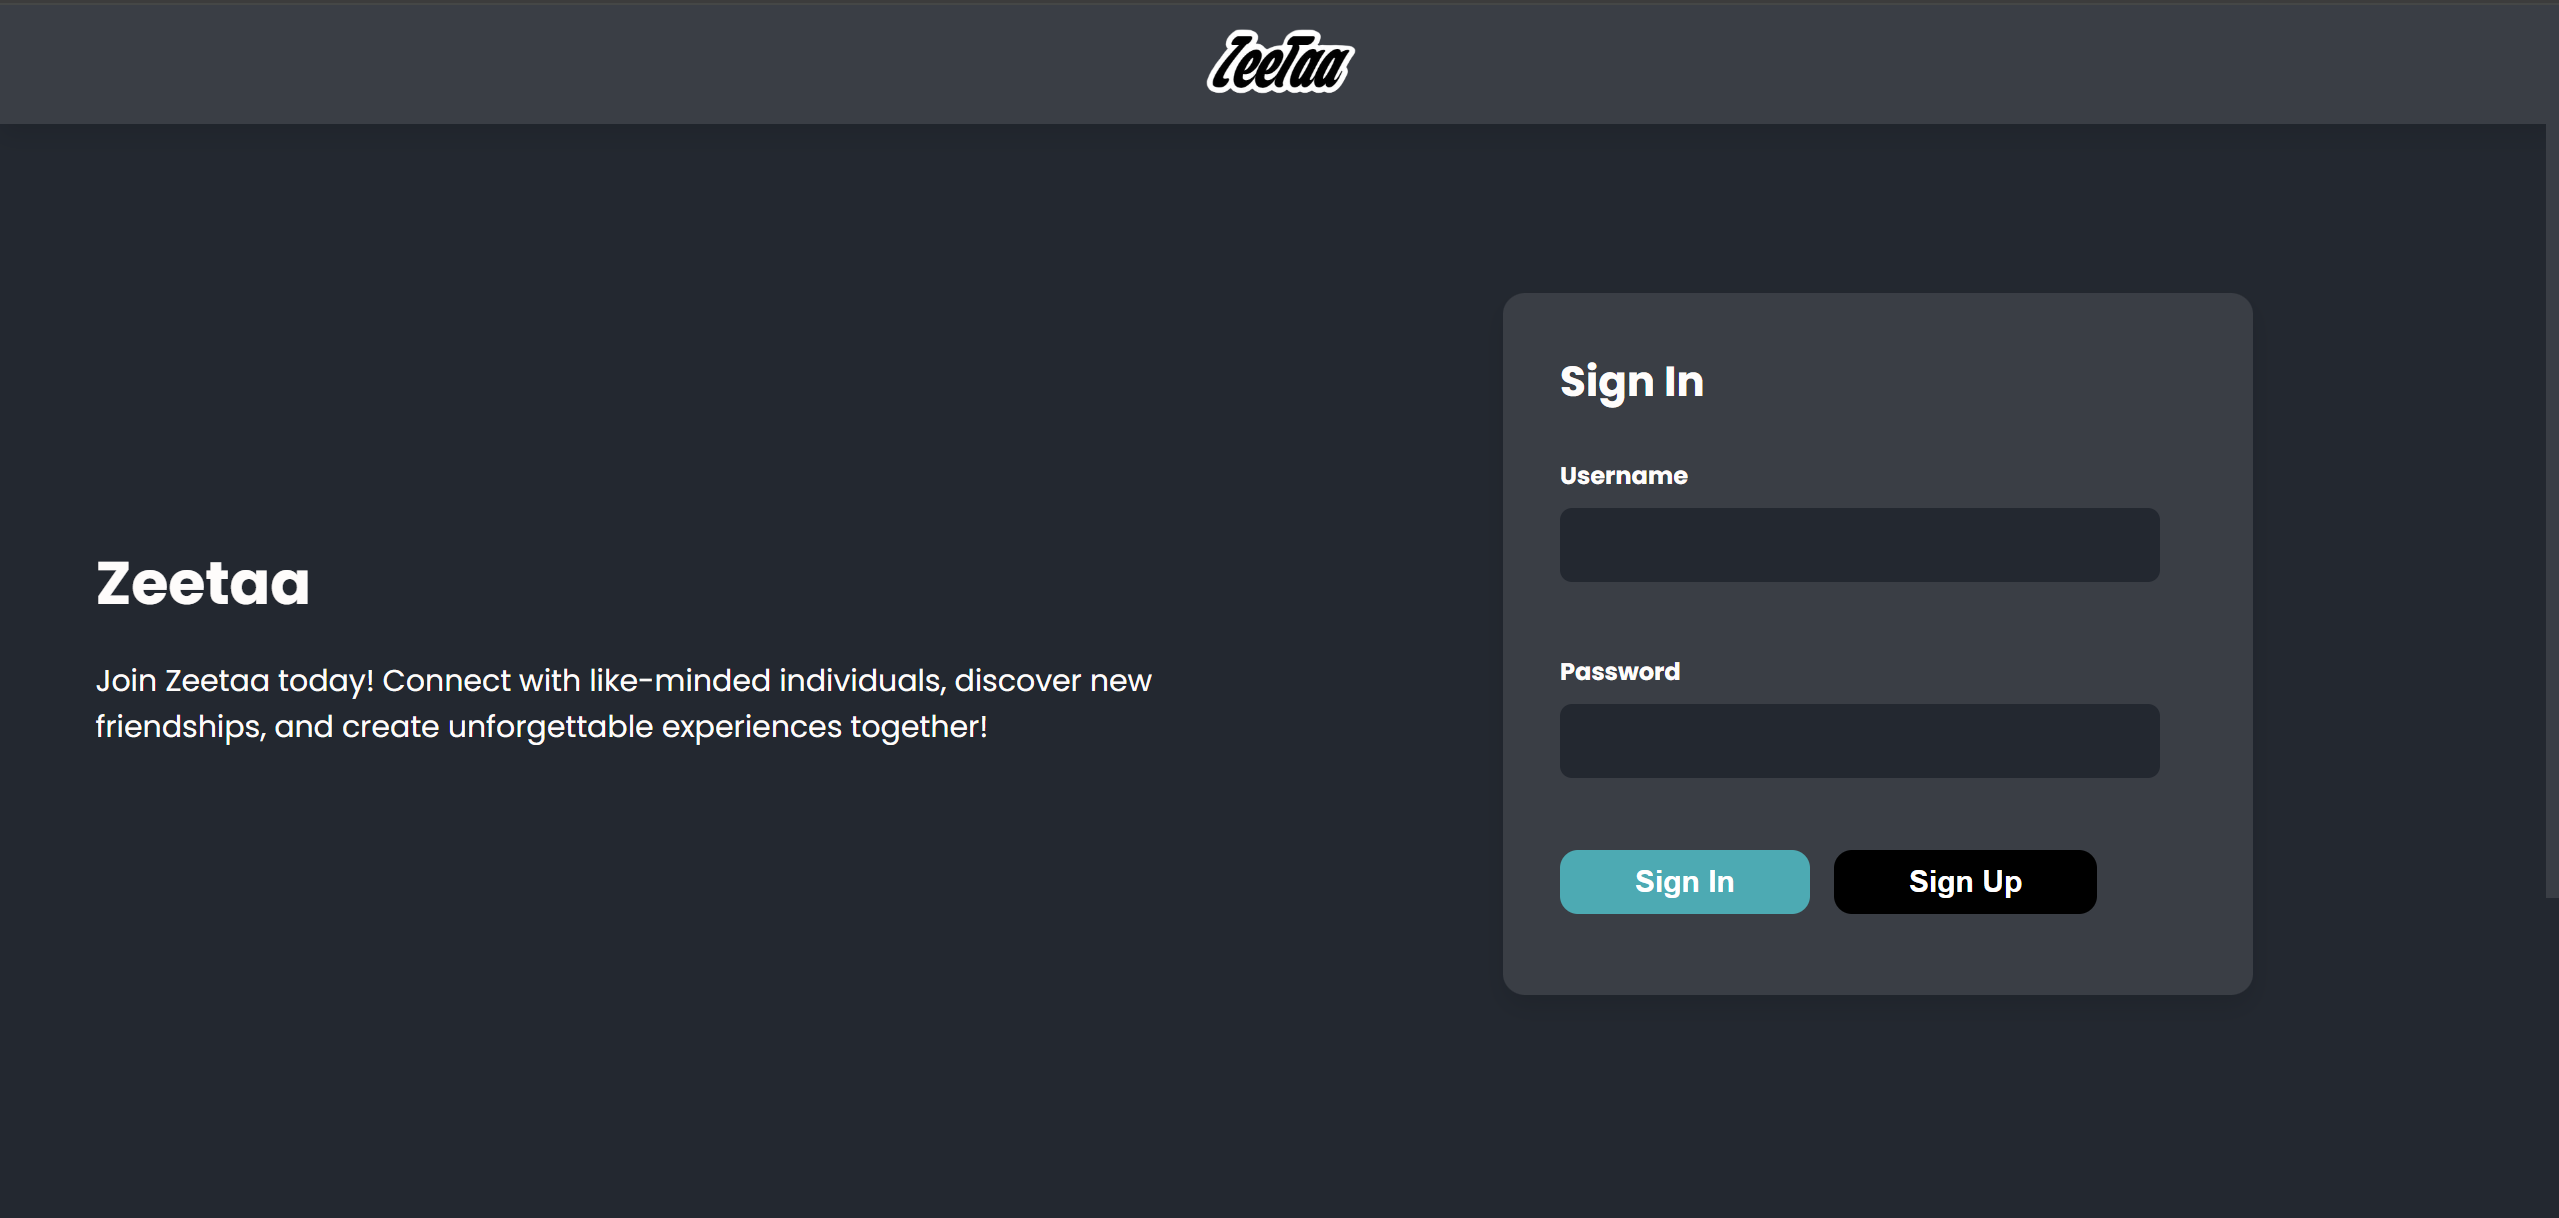 ZeeTaa
Zeetaa
Join Zeetaa today! Connect with like-minded individuals, discover new
friendships, and create unforgettable experiences together!
Sign In
Username
Password
Sign In
Sign Up